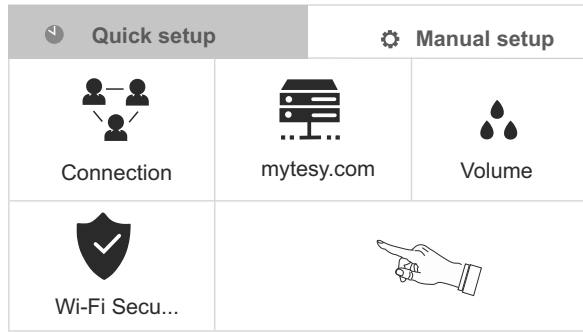 Quick setup
Manual setup
Connection
mytesy.com
Volume
Wi-Fi Secu...